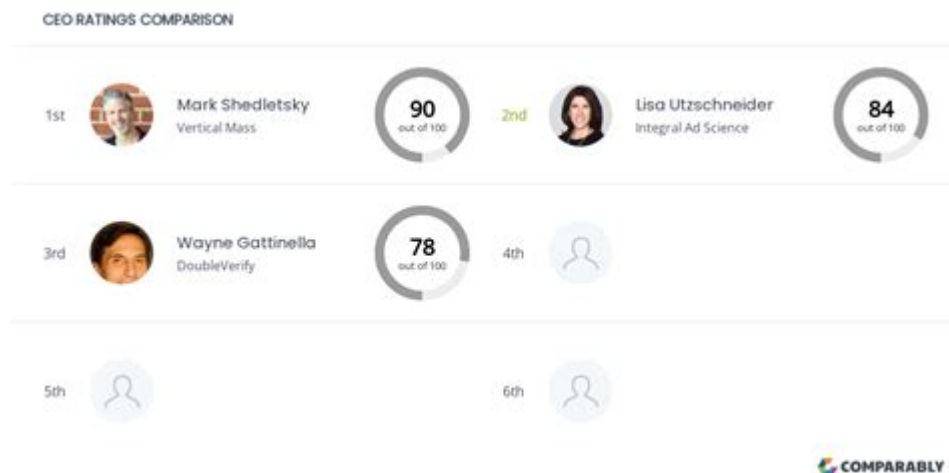 CEO RATINGS COMPARISON
1st
Mark Shedletsky
Vertical Mass
90
out of 100
2nd
Lisa Utzschneider
Integral Ad Science
84
out of 100
3rd
Wayne Gattinella
DoubleVerify
78
out of 100
4th
5th
6th
COMPARABLY